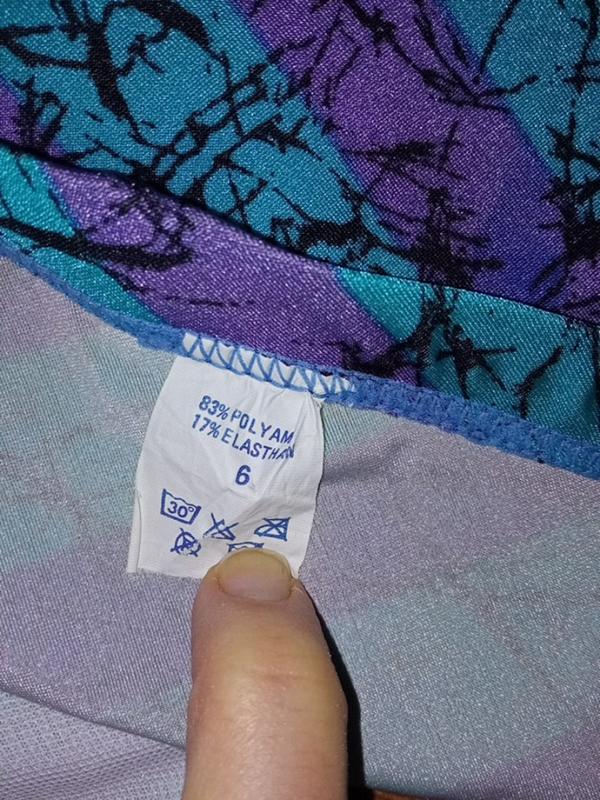 83% POLYAM
17% ELASTHAN
6
30°